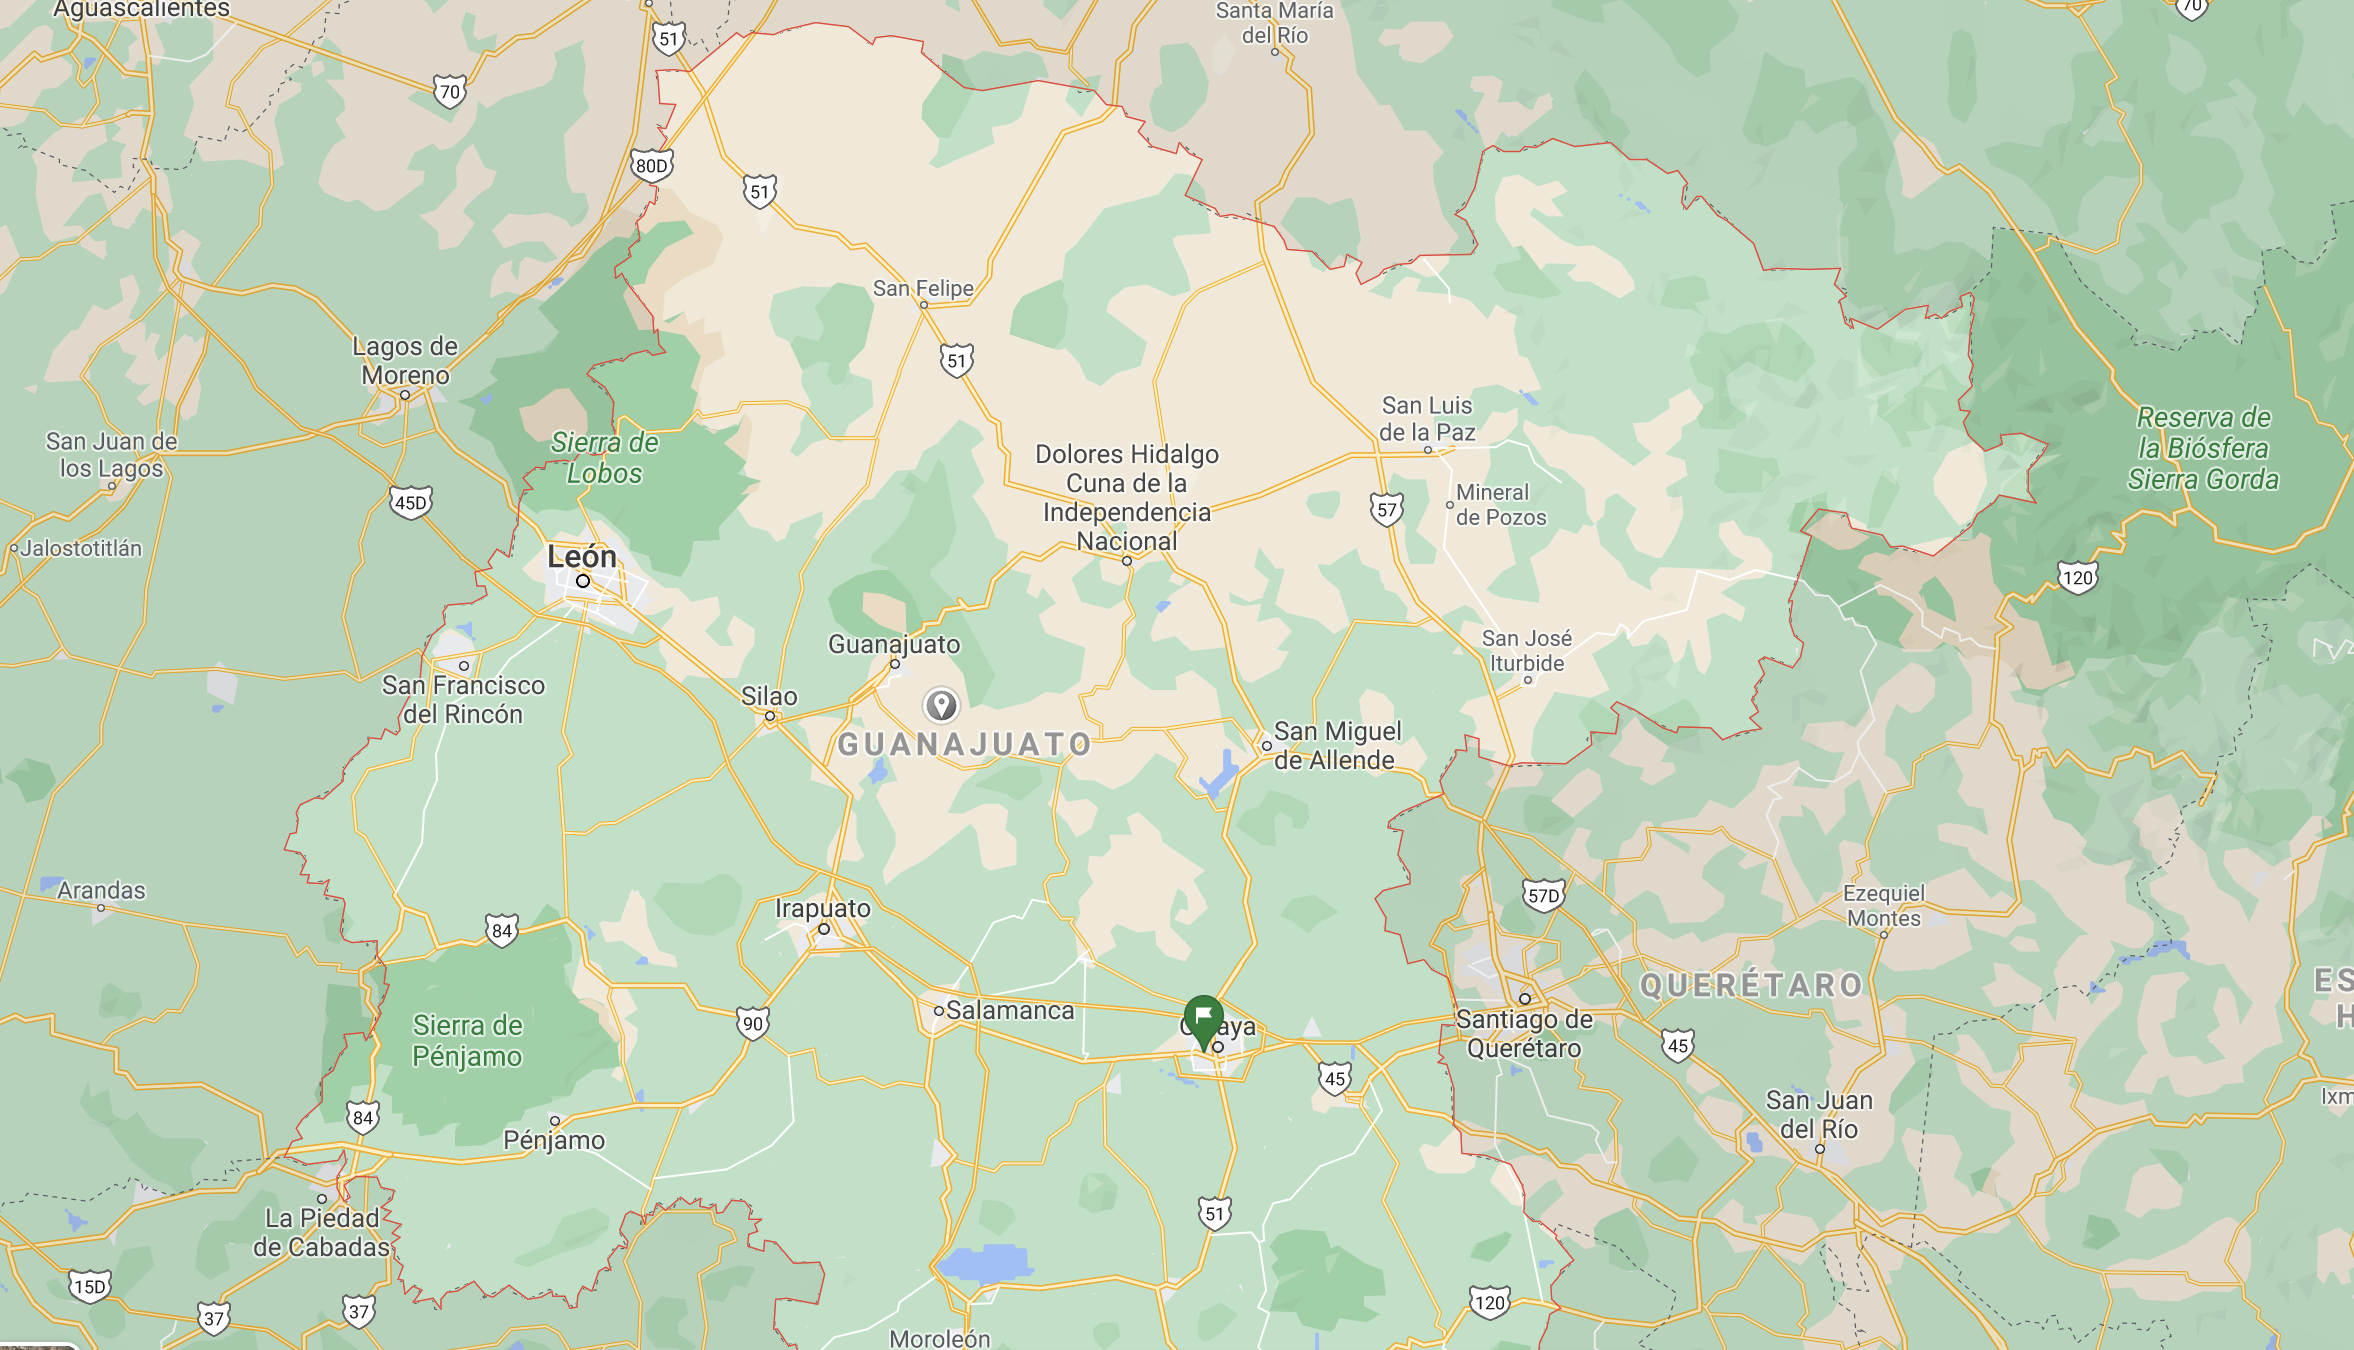 Aguascalientes
Santa María
del Río
70
51
70
80D
51
San Felipe
51
Lagos de
Moreno
San Juan de
los Lagos
Sierra de
Lobos
45D
Jalostotitlán
León
San Luis
de la Paz
Dolores Hidalgo
Cuna de la
Independencia
Nacional
57
Mineral
de Pozos
Reserva de
la Biósfera
Sierra Gorda
120
Guanajuato
San José
Iturbide
San Francisco
del Rincón
Silao
GUANAJUATO
San Miguel
de Allende
Arandas
84
Irapuato
57D
Ezequiel
Montes
QUERÉTARO
ES
H
Sierra de
Pénjamo
90
Salamanca
Santiago de
Querétaro
45
45
84
Pénjamo
San Juan
del Río
Ixm
La Piedad
de Cabadas
51
15D
37
37
120
Moroleón